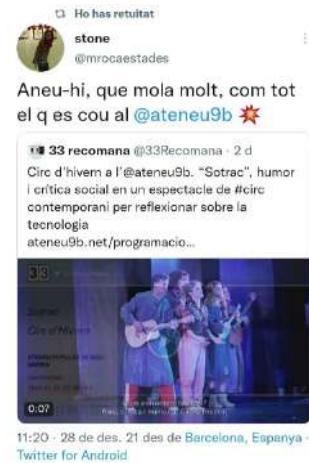 Ho has retuitat
stone
@mrocaestades
Aneu-hi, que mola molt, com tot
el q es cou al @ateneu9b
33 recomana @33Recomana · 2 d
Circ d'hivern a l'@ateneu9b. "Sotrac", humor
i crítica social en un espectacle de #circ
contemporani per reflexionar sobre la
tecnologia
ateneu9b.net/programacio...
33
Sotrac
Circ d'Hivern
0:07
11:20 · 28 de des. 21 des de Barcelona, Espanya ·
Twitter for Android